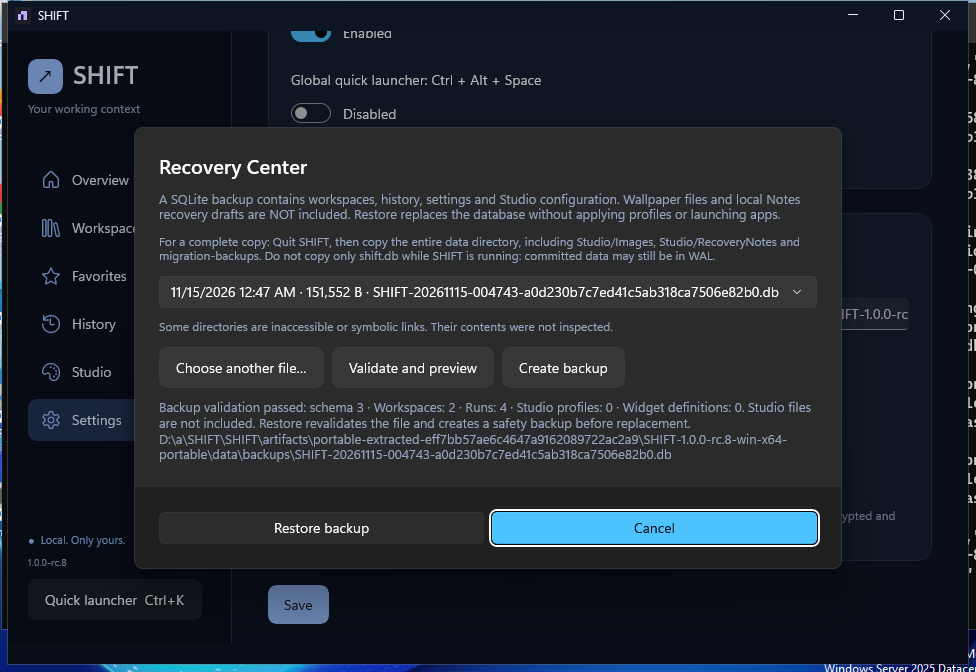 SHIFT
Enabled
SHIFT
Your working context
Global quick launcher: Ctrl + Alt + Space
Disabled
Overview
Workspac
Favorites
History
Studio
Settings
Recovery Center
A SQLite backup contains workspaces, history, settings and Studio configuration. Wallpaper files and local Notes
recovery drafts are NOT included. Restore replaces the database without applying profiles or launching apps.
For a complete copy: Quit SHIFT, then copy the entire data directory, including Studio/Images, Studio/RecoveryNotes and
migration-backups. Do not copy only shift.db while SHIFT is running: committed data may still be in WAL.
11/15/2026 12:47 AM · 151,552 B · SHIFT-20261115-004743-a0d230b7c7ed41c5ab318ca7506e82b0.db
IFT-1.0.0-rc
Some directories are inaccessible or symbolic links. Their contents were not inspected.
Choose another file...
Validate and preview
Create backup
Backup validation passed: schema 3 · Workspaces: 2 · Runs: 4 · Studio profiles: 0 · Widget definitions: 0. Studio files
are not included. Restore revalidates the file and creates a safety backup before replacement.
D:\a\SHIFT\SHIFT\artifacts\portable-extracted-eff7bb57ae6c4647a9162089722ac2a9\SHIFT-1.0.0-rc.8-win-x64-
portable\data\backups\SHIFT-20261115-004743-a0d230b7c7ed41c5ab318ca7506e82b0.db
ypted and
Restore backup
Cancel
Local. Only yours.
1.0.0-rc.8
Quick launcher Ctrl+K
Save
Windows Server 2025 Datace